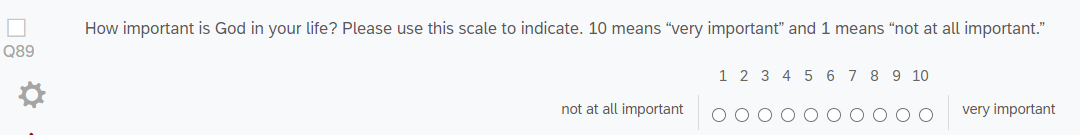 How important is God in your life? Please use this scale to indicate. 10 means “very important” and 1 means “not at all important.”
Q89
1 2 3 4 5 6 7 8 9 10
not at all important very important